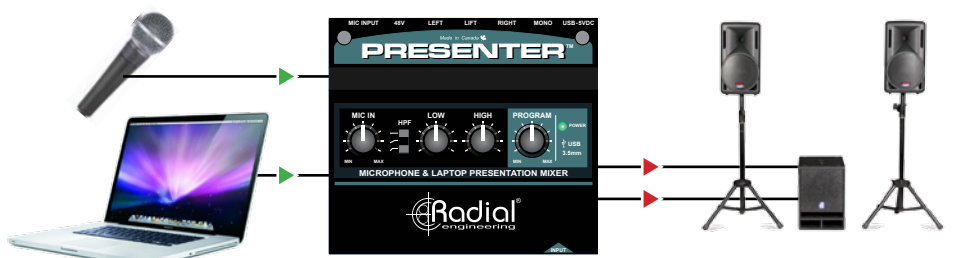 MIC INPUT 48V LEFT LIFT RIGHT MONO USB-5VDC
Made in Canada
PRESENTER™
MIC IN HPF LOW HIGH PROGRAM
POWER
USB
3.5mm
MIN MAX MIN MAX
MICROPHONE & LAPTOP PRESENTATION MIXER
Radial®
engineering
INPUT